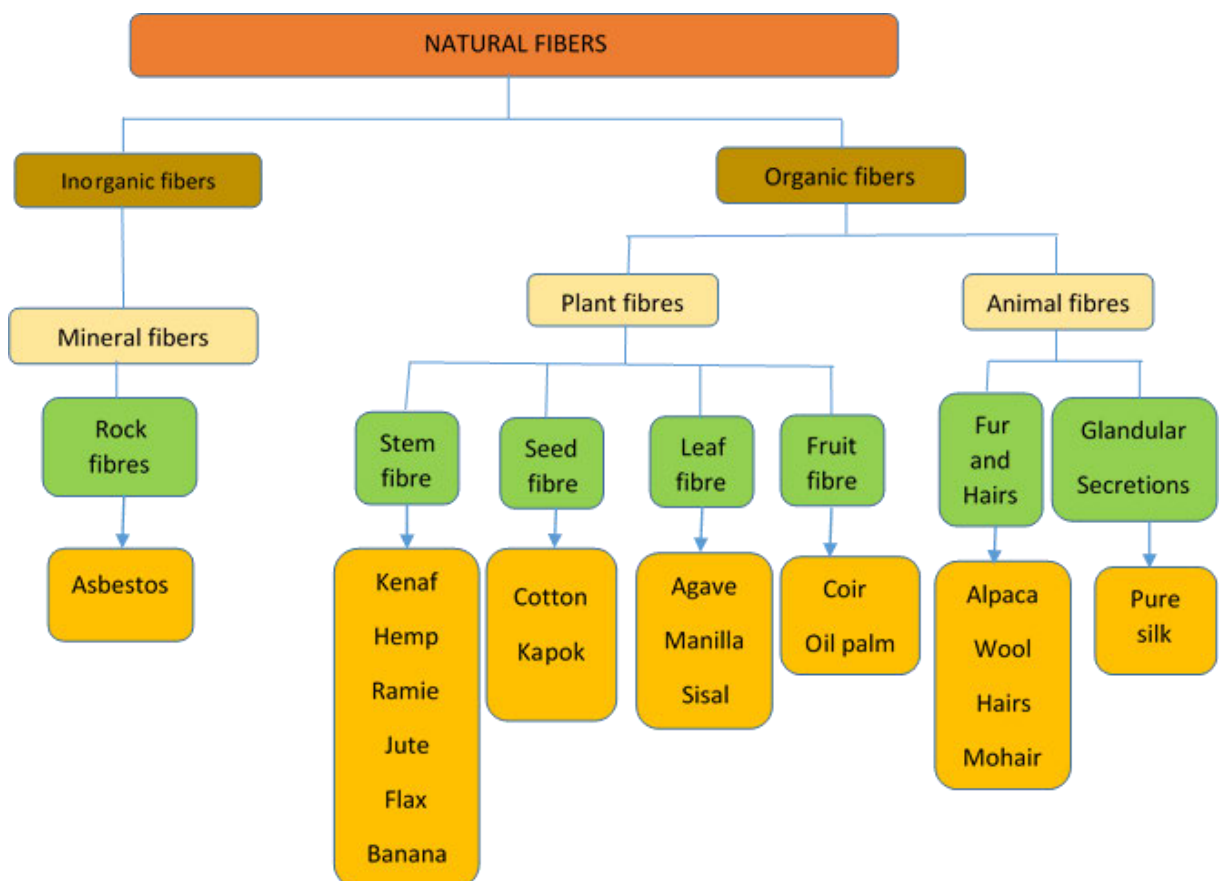 NATURAL FIBERS
Inorganic fibers
Organic fibers
Plant fibres
Animal fibres
Mineral fibers
Rock
fibres
Stem
fibre
Seed
fibre
Leaf
fibre
Fruit
fibre
Fur
and
Hairs
Glandular
Secretions
Asbestos
Kenaf
Hemp
Ramie
Jute
Flax
Banana
Cotton
Kapok
Agave
Manilla
Sisal
Coir
Oil palm
Alpaca
Wool
Hairs
Mohair
Pure
silk